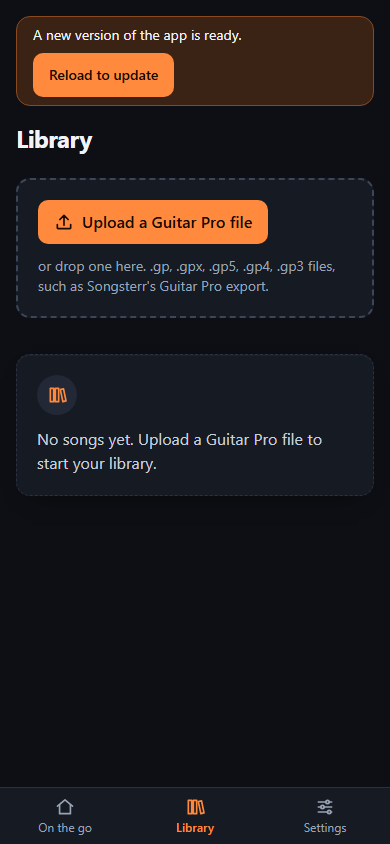 A new version of the app is ready.
Reload to update
Library
Upload a Guitar Pro file
or drop one here. .gp, .gpx, .gp5, .gp4, .gp3 files,
such as Songsterr's Guitar Pro export.
No songs yet. Upload a Guitar Pro file to
start your library.
On the go
Library
Settings